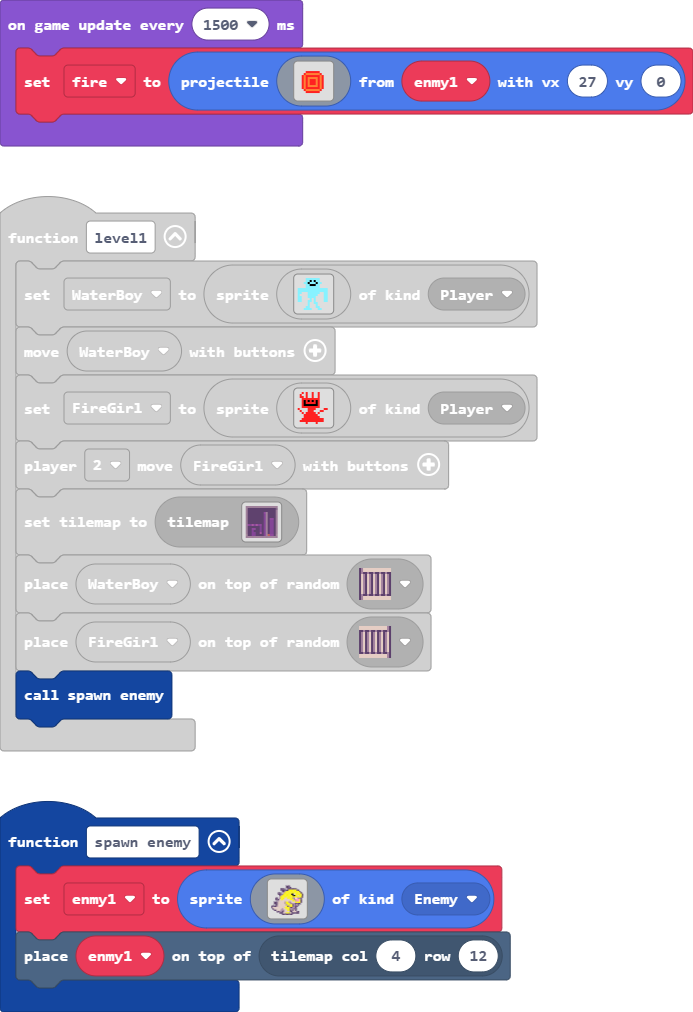 on game update every 1500 ms
set fire to projectile from enmy1 with vx 27 vy 0
function level1
set WaterBoy to sprite of kind Player
move WaterBoy with buttons
set FireGirl to sprite of kind Player
player 2 move FireGirl with buttons
set tilemap to tilemap
place WaterBoy on top of random
place FireGirl on top of random
call spawn enemy
function spawn enemy
set enmy1 to sprite of kind Enemy
place enmy1 on top of tilemap col 4 row 12